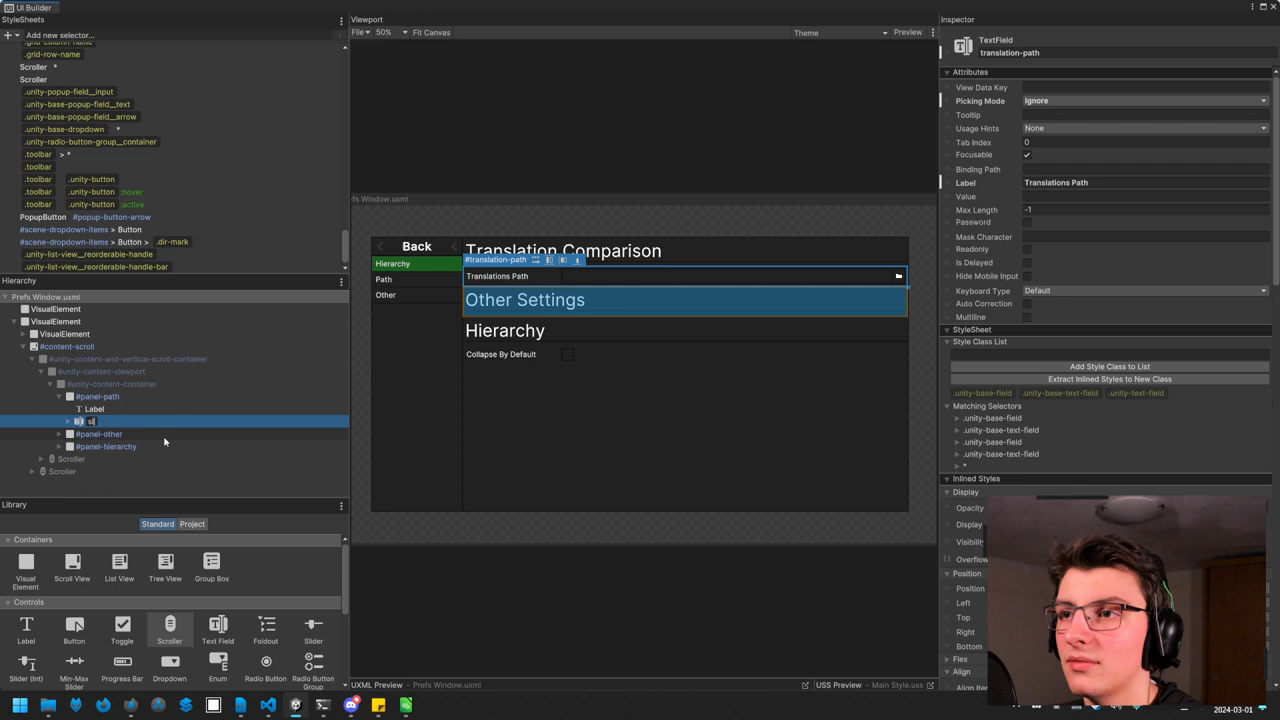 UI Builder
StyleSheets
Add new selector...
.grid-column-name
.grid-row-name
Scroller *
Scroller
.unity-popup-field__input
.unity-base-popup-field__text
.unity-base-popup-field__arrow
.unity-base-dropdown *
.unity-radio-button-group__container
.toolbar > *
.toolbar
.toolbar .unity-button
.toolbar .unity-button :hover
.toolbar .unity-button :active
PopupButton #popup-button-arrow
#scene-dropdown-items > Button
#scene-dropdown-items > Button > .dir-mark
.unity-list-view__reorderable-handle
.unity-list-view__reorderable-handle-bar
Hierarchy
Prefs Window.uxml
VisualElement
VisualElement
VisualElement
#content-scroll
#unity-content-and-vertical-scroll-container
#unity-content-viewport
#unity-content-container
#panel-path
Label
#panel-other
#panel-hierarchy
Scroller
Scroller
Library
Standard Project
Containers
Visual Element
Scroll View
List View
Tree View
Group Box
Controls
Label
Button
Toggle
Scroller
Text Field
Foldout
Slider
Slider (Int)
Min-Max Slider
Progress Bar
Dropdown
Enum
Radio Button
Radio Button Group
Viewport
File 50% Fit Canvas Theme Preview
fs Window.uxml
Back
Hierarchy
Path
Other
Translation Comparison
#translation-path
Translations Path
Other Settings
Hierarchy
Collapse By Default
UXML Preview Prefs Window.uxml
USS Preview Main Style.uss
Inspector
TextField
translation-path
Attributes
View Data Key
Picking Mode Ignore
Tooltip
Usage Hints None
Tab Index 0
Focusable
Binding Path
Label Translations Path
Value
Max Length -1
Password
Mask Character
Readonly
Is Delayed
Hide Mobile Input
Keyboard Type Default
Auto Correction
Multiline
StyleSheet
Style Class List
Add Style Class to List
Extract Inlined Styles to New Class
.unity-base-field .unity-base-text-field .unity-text-field
Matching Selectors
.unity-base-field
.unity-base-text-field
.unity-base-field
.unity-base-text-field
*
Inlined Styles
Display
Opacity
Display
Visibility
Overflow
Position
Position
Left
Top
Right
Bottom
Flex
Align
Align Item
2024-03-01